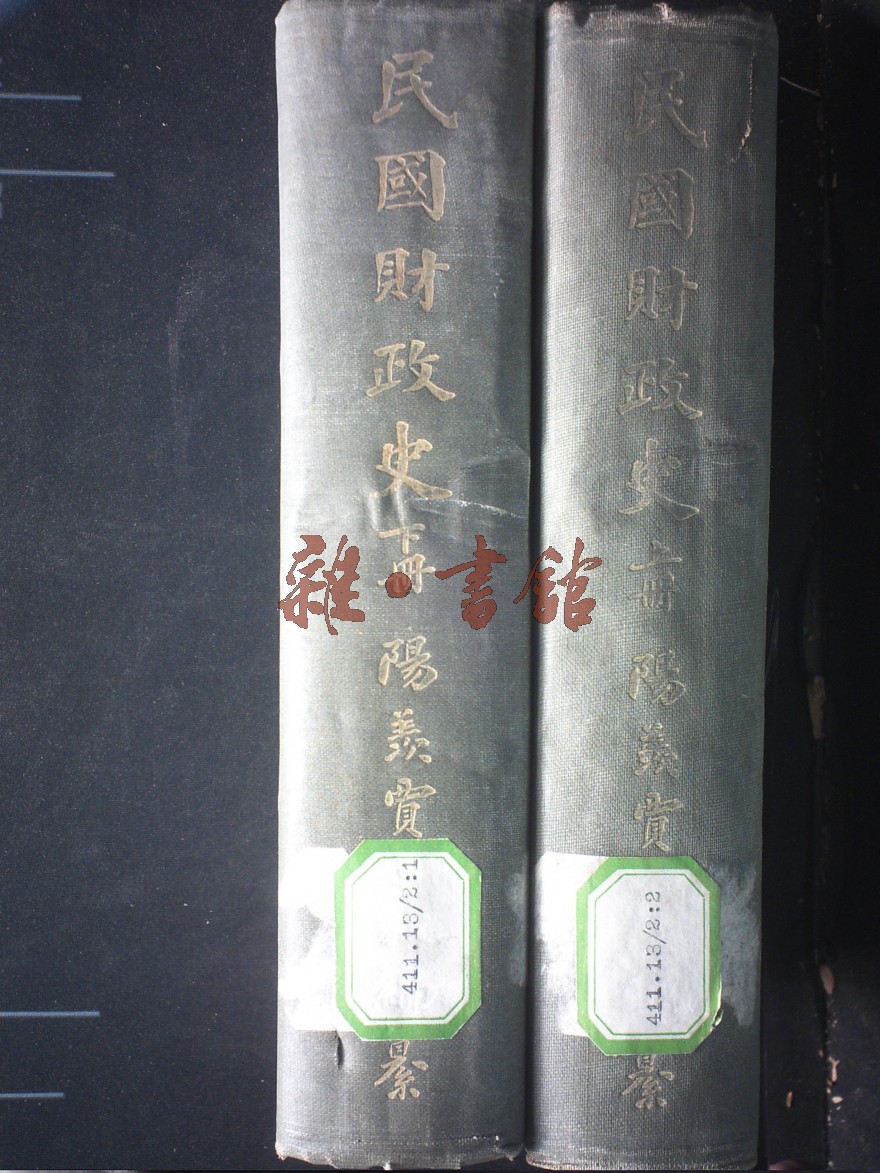 民國財政史 下冊 陽羨賈
纂
411.13/2:1
民國財政史 上冊 陽羨賈
纂
411.13/2:2
雜·書館